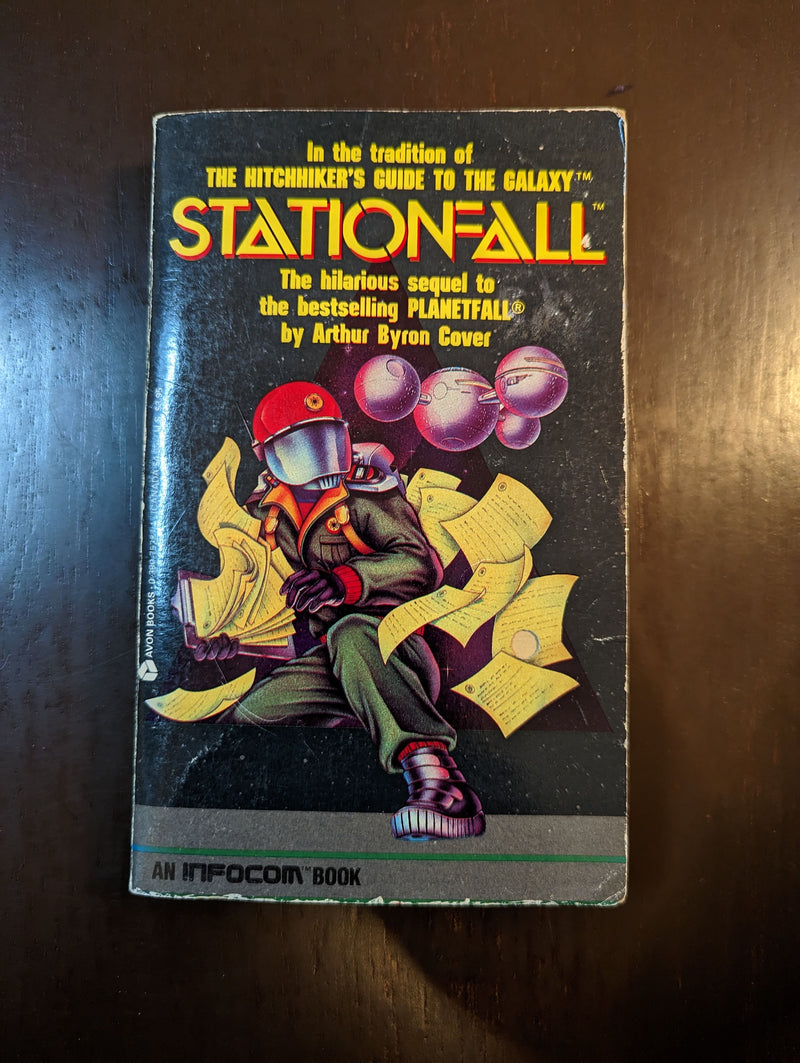 In the tradition of
THE HITCHHIKER'S GUIDE TO THE GALAXY™
STATIONFALL™
The hilarious sequel to
the bestselling PLANETFALL®
by Arthur Byron Cover
AVON BOOKS
AN INFOCOM™ BOOK